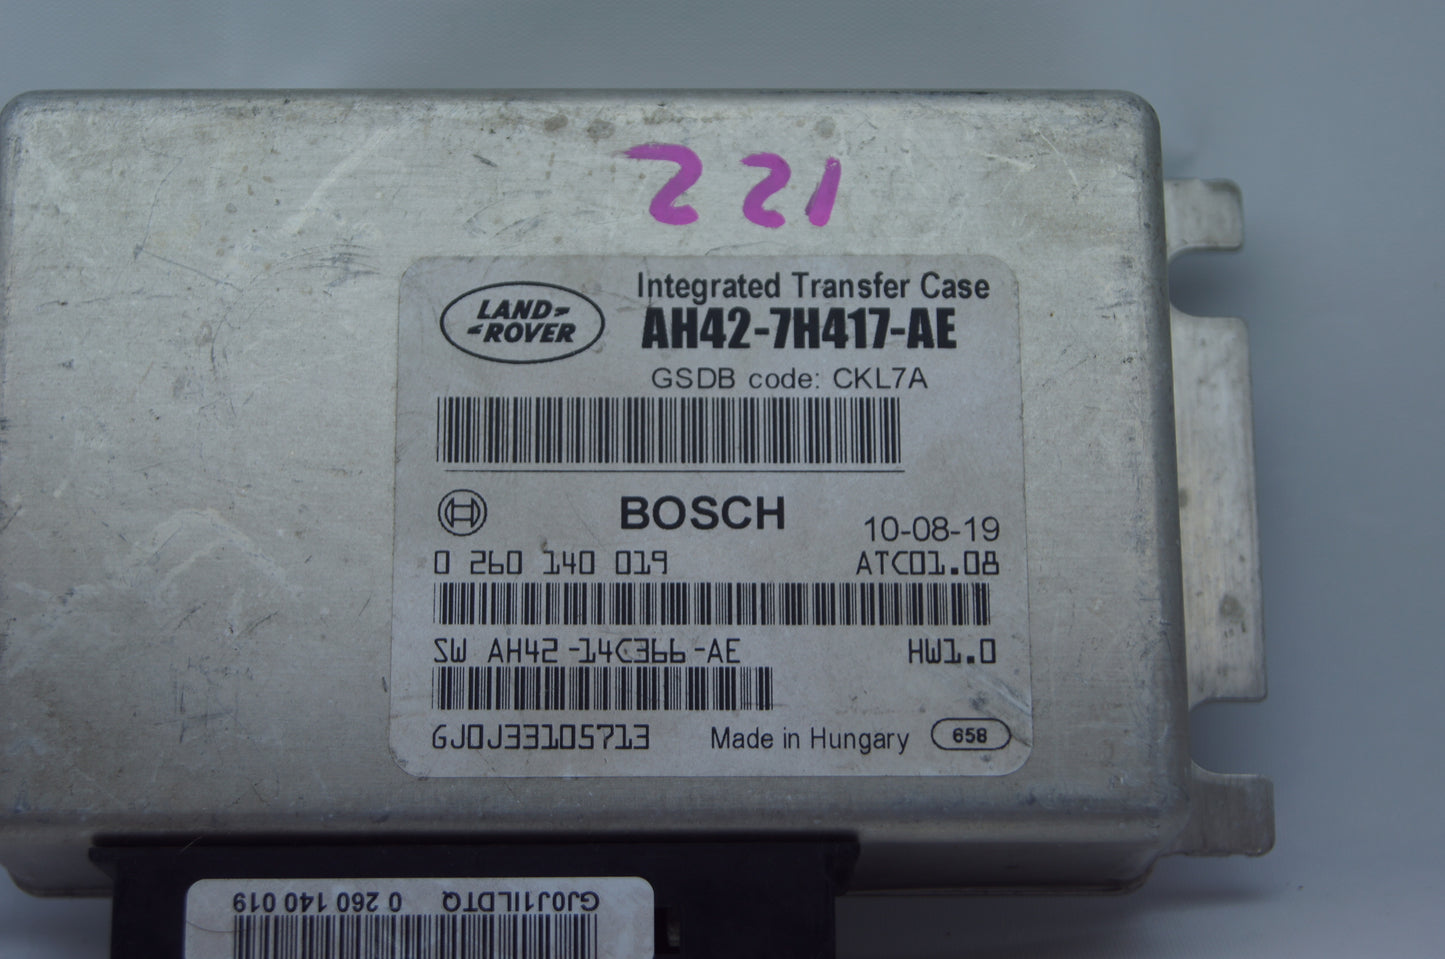 221
LAND
ROVER
Integrated Transfer Case
AH42-7H417-AE
GSDB code: CKL7A
BOSCH
10-08-19
0 260 140 019 ATC01.08
SW AH42-14C366-AE HW1.0
GJ0J33105713 Made in Hungary 658
GJ0J11LDTQ 0 260 140 019